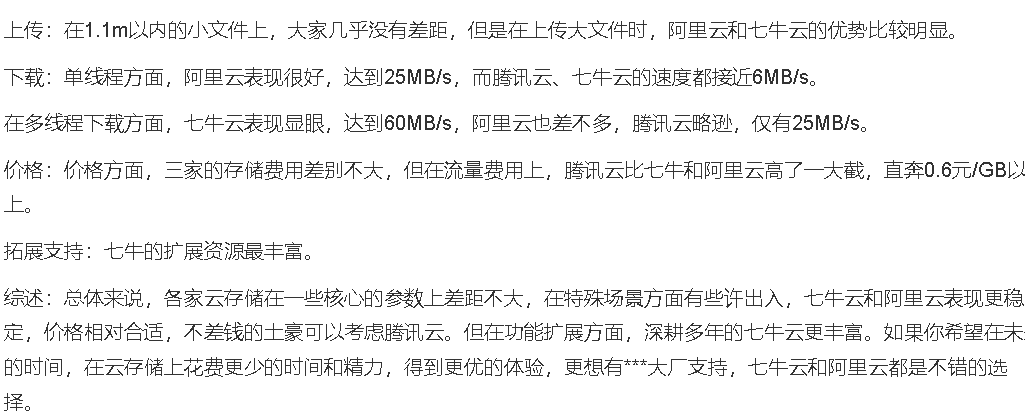 上传：在1.1m以内的小文件上，大家几乎没有差距，但是在上传大文件时，阿里云和七牛云的优势比较明显。
下载：单线程方面，阿里云表现很好，达到25MB/s，而腾讯云、七牛云的速度都接近6MB/s。
在多线程下载方面，七牛云表现显眼，达到60MB/s，阿里云也差不多，腾讯云略逊，仅有25MB/s。
价格：价格方面，三家的存储费用差别不大，但在流量费用上，腾讯云比七牛和阿里云高了一大截，直奔0.6元/GB以
上。
拓展支持：七牛的扩展资源最丰富。
综述：总体来说，各家云存储在一些核心的参数上差距不大，在特殊场景方面有些许出入，七牛云和阿里云表现更稳
定，价格相对合适，不差钱的土豪可以考虑腾讯云。但在功能扩展方面，深耕多年的七牛云更丰富。如果你希望在未
的时间，在云存储上花费更少的时间和精力，得到更优的体验，更想有***大厂支持，七牛云和阿里云都是不错的选
择。